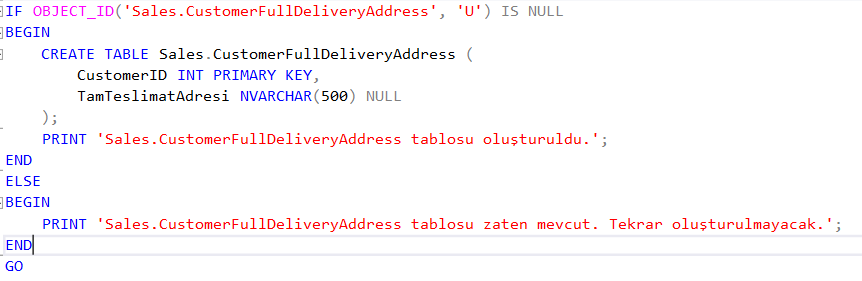 IF OBJECT_ID('Sales.CustomerFullDeliveryAddress', 'U') IS NULL
BEGIN
    CREATE TABLE Sales.CustomerFullDeliveryAddress (
        CustomerID INT PRIMARY KEY,
        TamTeslimatAdresi NVARCHAR(500) NULL
    );
    PRINT 'Sales.CustomerFullDeliveryAddress tablosu oluşturuldu.';
END
ELSE
BEGIN
    PRINT 'Sales.CustomerFullDeliveryAddress tablosu zaten mevcut. Tekrar oluşturulmayacak.';
END
GO